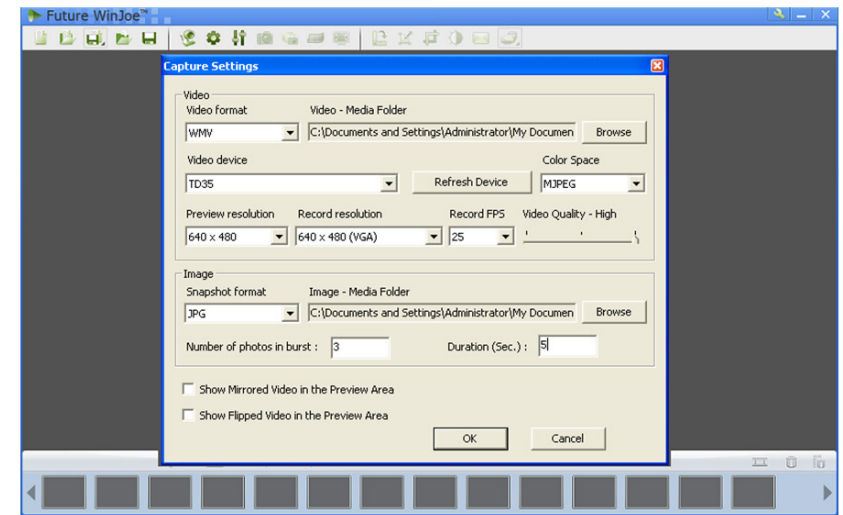 Future WinJoe™
Capture Settings
Video
Video format Video - Media Folder
WMV C:\Documents and Settings\Administrator\My Documen Browse
Video device Color Space
TD35 Refresh Device MJPEG
Preview resolution Record resolution Record FPS Video Quality - High
640 x 480 640 x 480 (VGA) 25
Image
Snapshot format Image - Media Folder
JPG C:\Documents and Settings\Administrator\My Documen Browse
Number of photos in burst : 3 Duration (Sec.) : 5
Show Mirrored Video in the Preview Area
Show Flipped Video in the Preview Area
OK Cancel